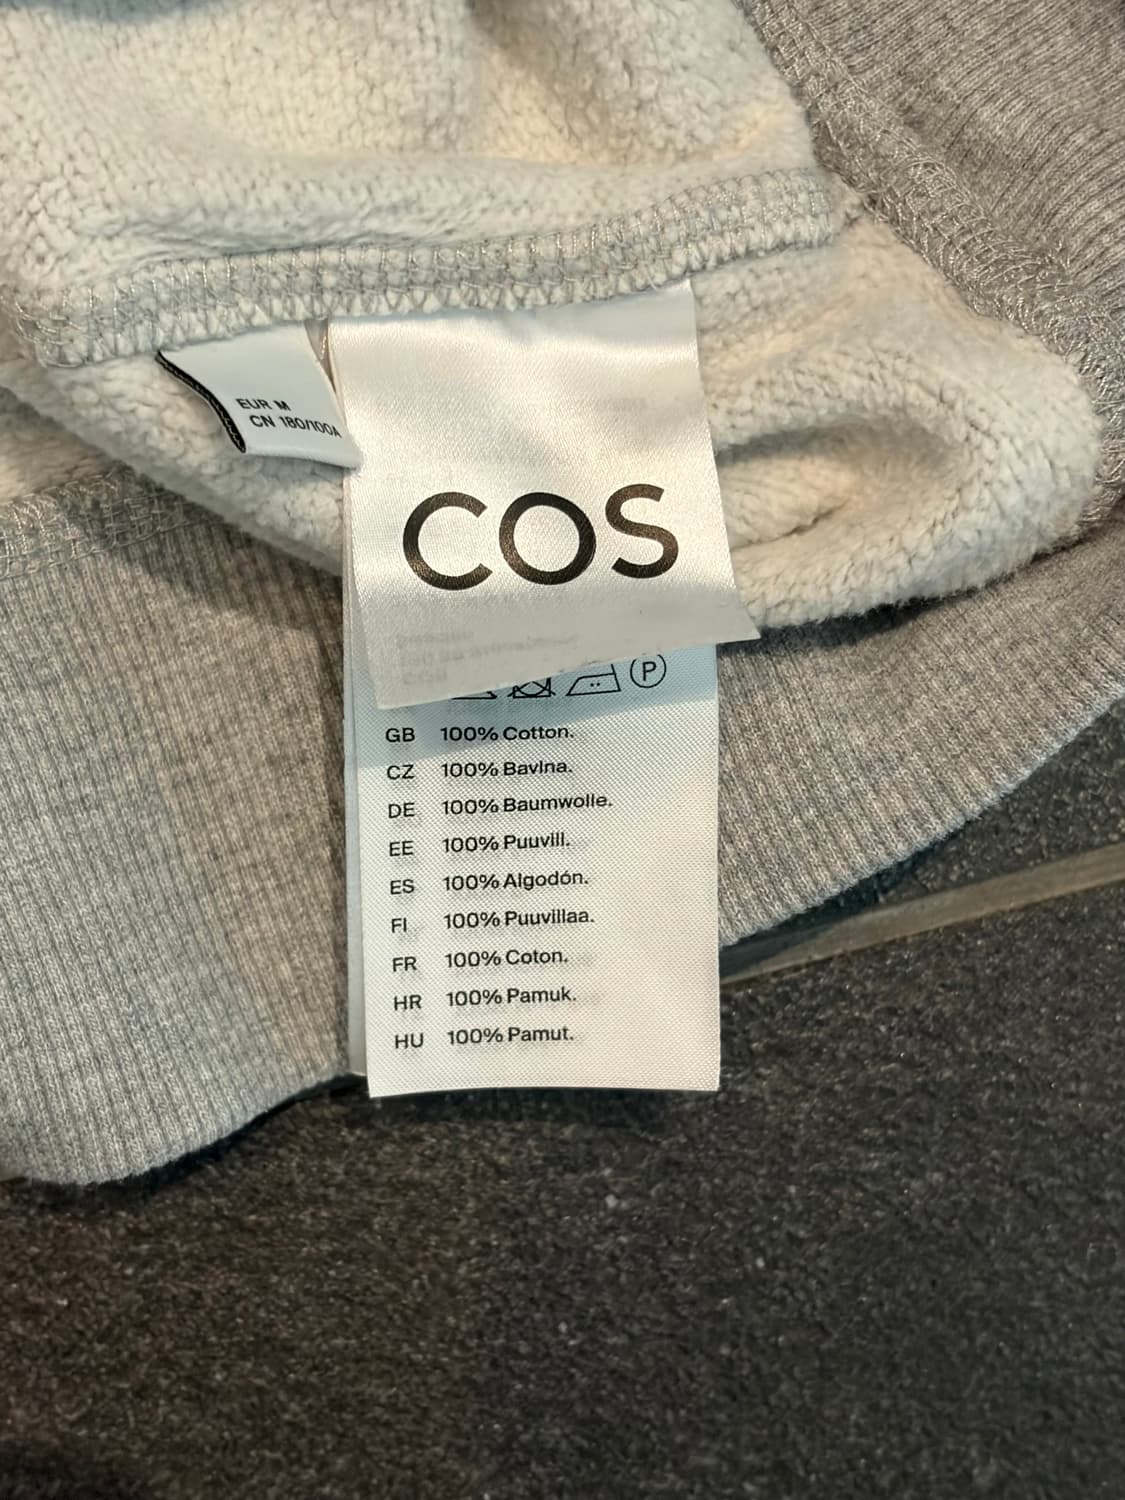 EUR M
CN 180/100A
COS
P
GB 100% Cotton.
CZ 100% Bavlna.
DE 100% Baumwolle.
EE 100% Puuvill.
ES 100% Algodón.
FI 100% Puuvillaa.
FR 100% Coton.
HR 100% Pamuk.
HU 100% Pamut.